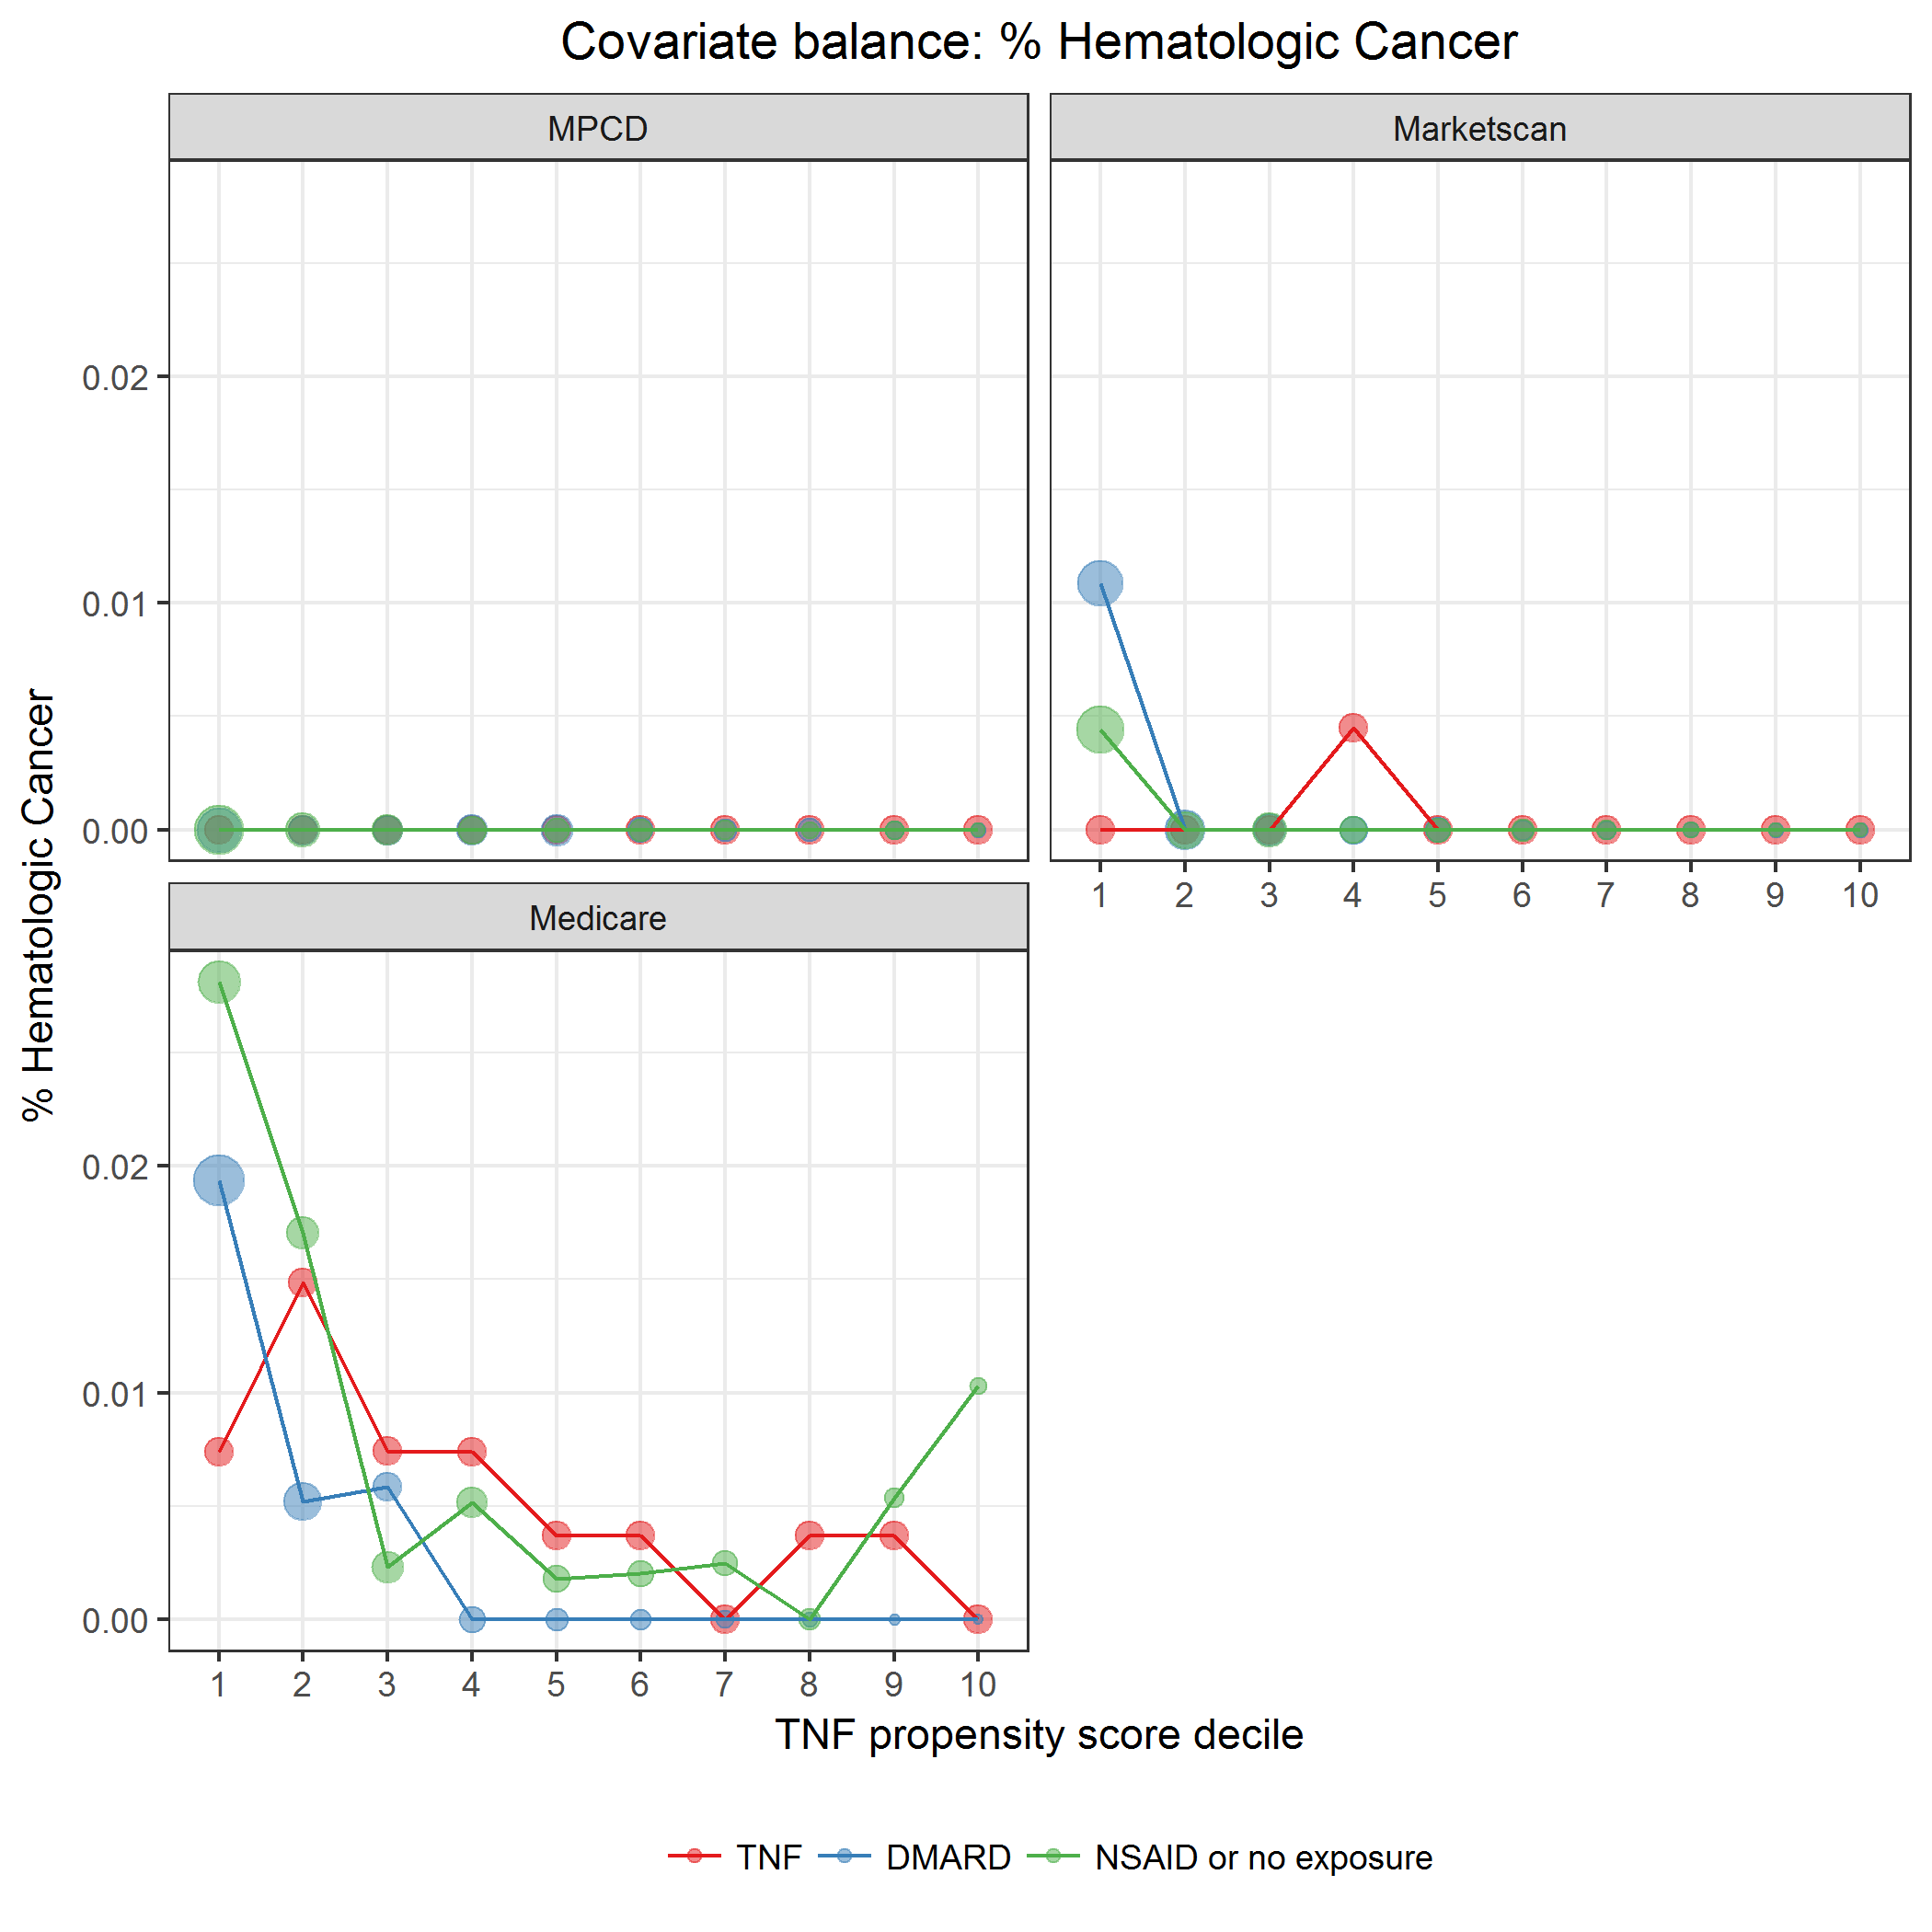 Covariate balance: % Hematologic Cancer
MPCD
Marketscan
0.02
0.01
0.00
1 2 3 4 5 6 7 8 9 10
% Hematologic Cancer
Medicare
0.02
0.01
0.00
1 2 3 4 5 6 7 8 9 10
TNF propensity score decile
TNF DMARD NSAID or no exposure